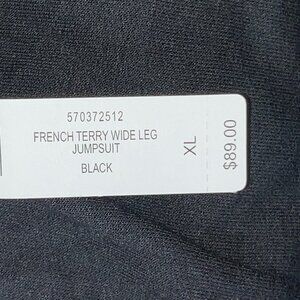 570372512
FRENCH TERRY WIDE LEG
JUMPSUIT
BLACK
XL
$89.00